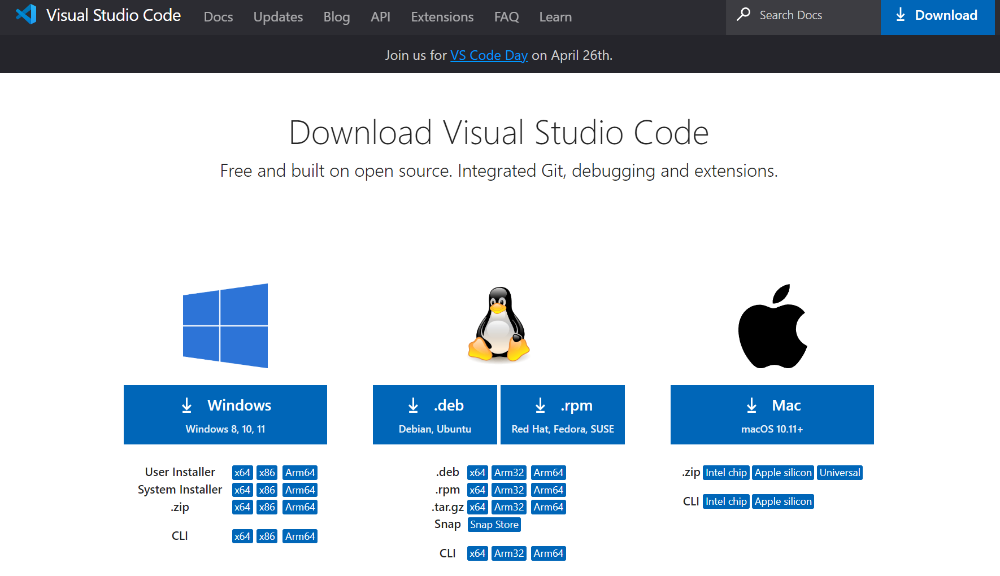 Visual Studio Code Docs Updates Blog API Extensions FAQ Learn Search Docs Download
Join us for VS Code Day on April 26th.
Download Visual Studio Code
Free and built on open source. Integrated Git, debugging and extensions.
Windows
Windows 8, 10, 11
User Installer x64 x86 Arm64
System Installer x64 x86 Arm64
.zip x64 x86 Arm64
CLI x64 x86 Arm64
.deb
Debian, Ubuntu
.rpm
Red Hat, Fedora, SUSE
.deb x64 Arm32 Arm64
.rpm x64 Arm32 Arm64
.tar.gz x64 Arm32 Arm64
Snap Snap Store
CLI x64 Arm32 Arm64
Mac
macOS 10.11+
.zip Intel chip Apple silicon Universal
CLI Intel chip Apple silicon